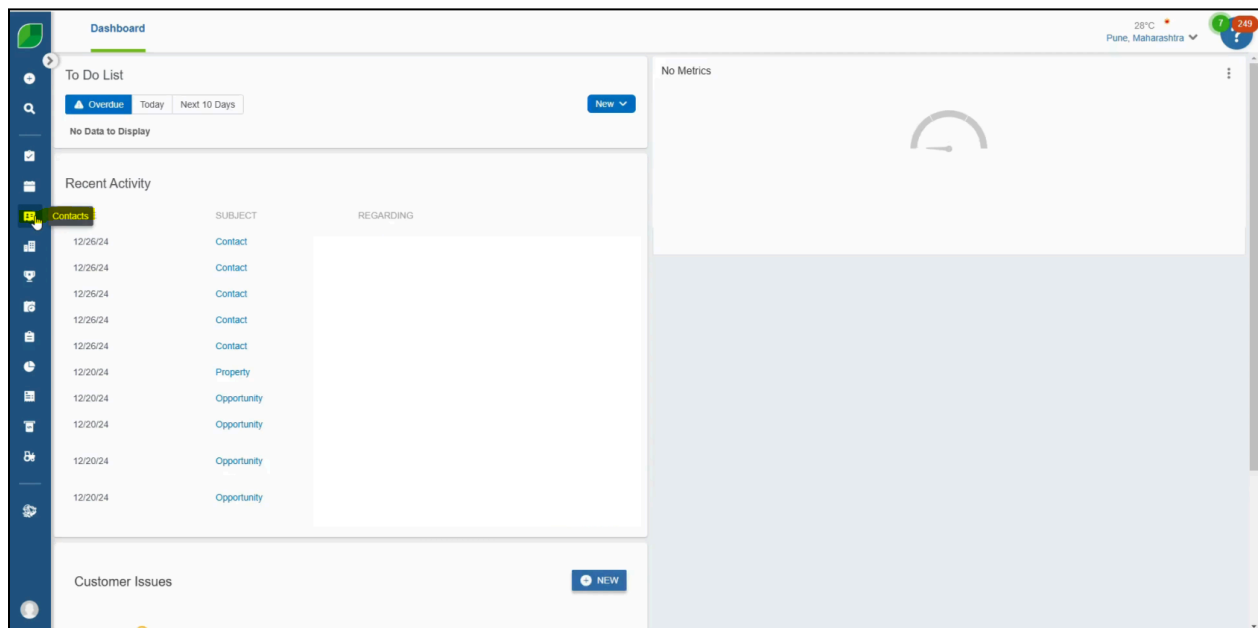 Dashboard
28°C
Pune, Maharashtra
7
249
?
To Do List
Overdue Today Next 10 Days
New
No Data to Display
No Metrics
Recent Activity
Contacts
SUBJECT REGARDING
12/26/24 Contact
12/26/24 Contact
12/26/24 Contact
12/26/24 Contact
12/26/24 Contact
12/20/24 Property
12/20/24 Opportunity
12/20/24 Opportunity
12/20/24 Opportunity
12/20/24 Opportunity
Customer Issues
NEW